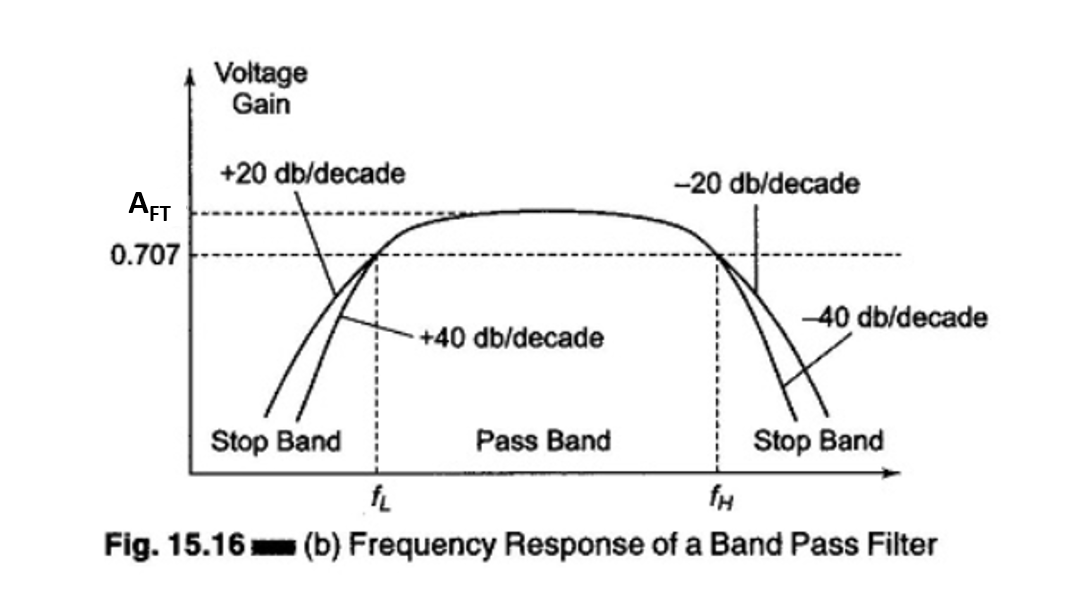 Voltage
Gain
+20 db/decade
–20 db/decade
AFT
0.707
–40 db/decade
+40 db/decade
Stop Band
Pass Band
Stop Band
fL
fH
Fig. 15.16 (b) Frequency Response of a Band Pass Filter